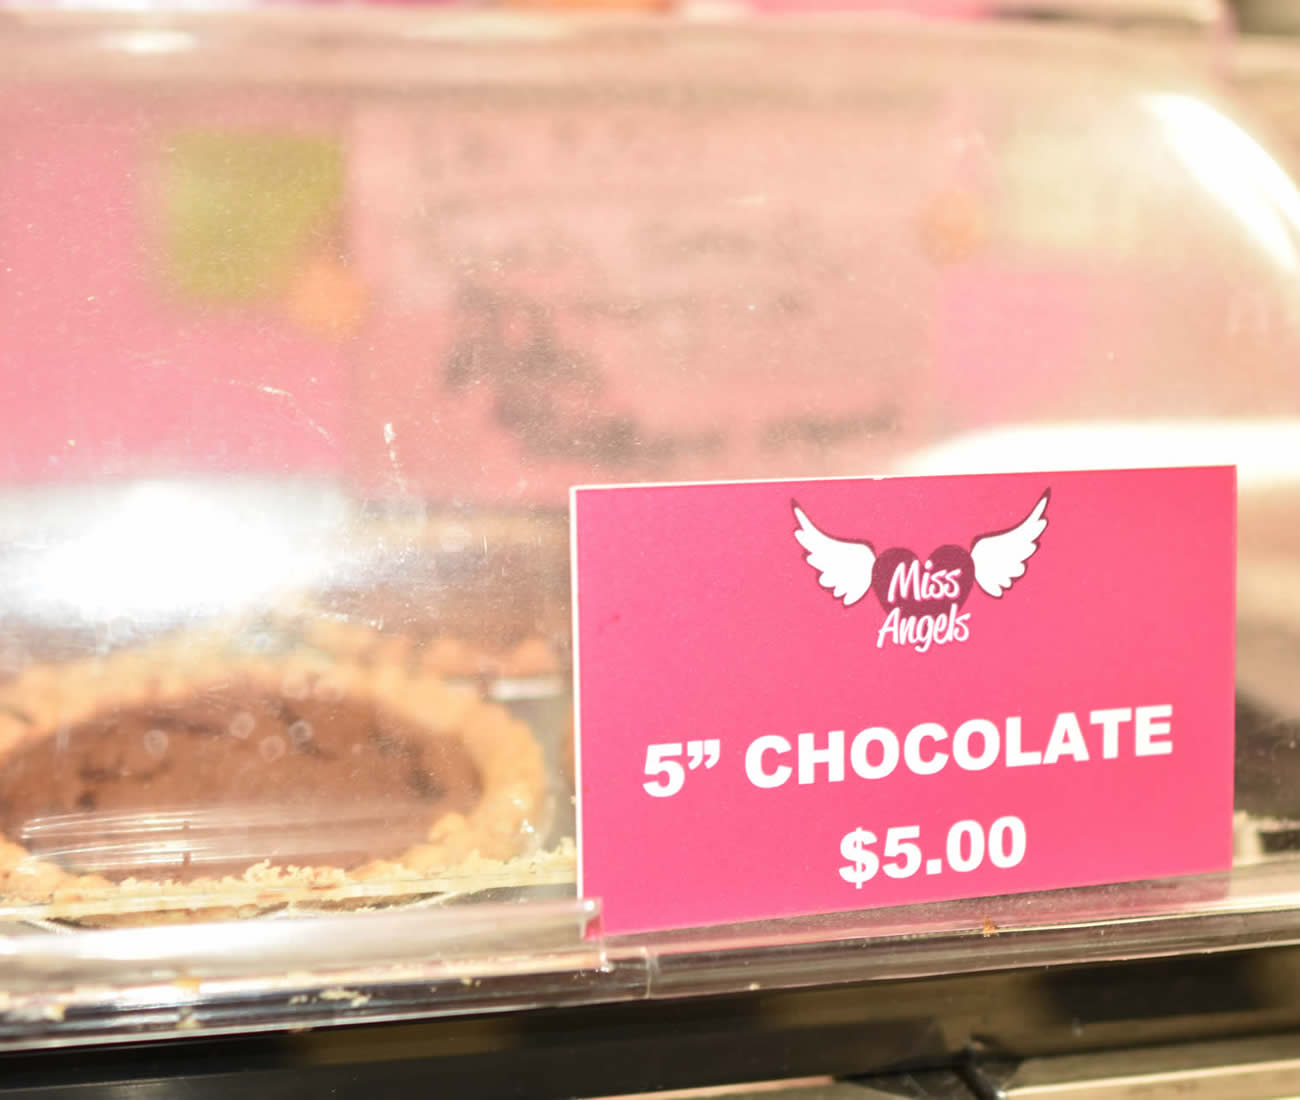 Miss
Angels
5” CHOCOLATE
$5.00